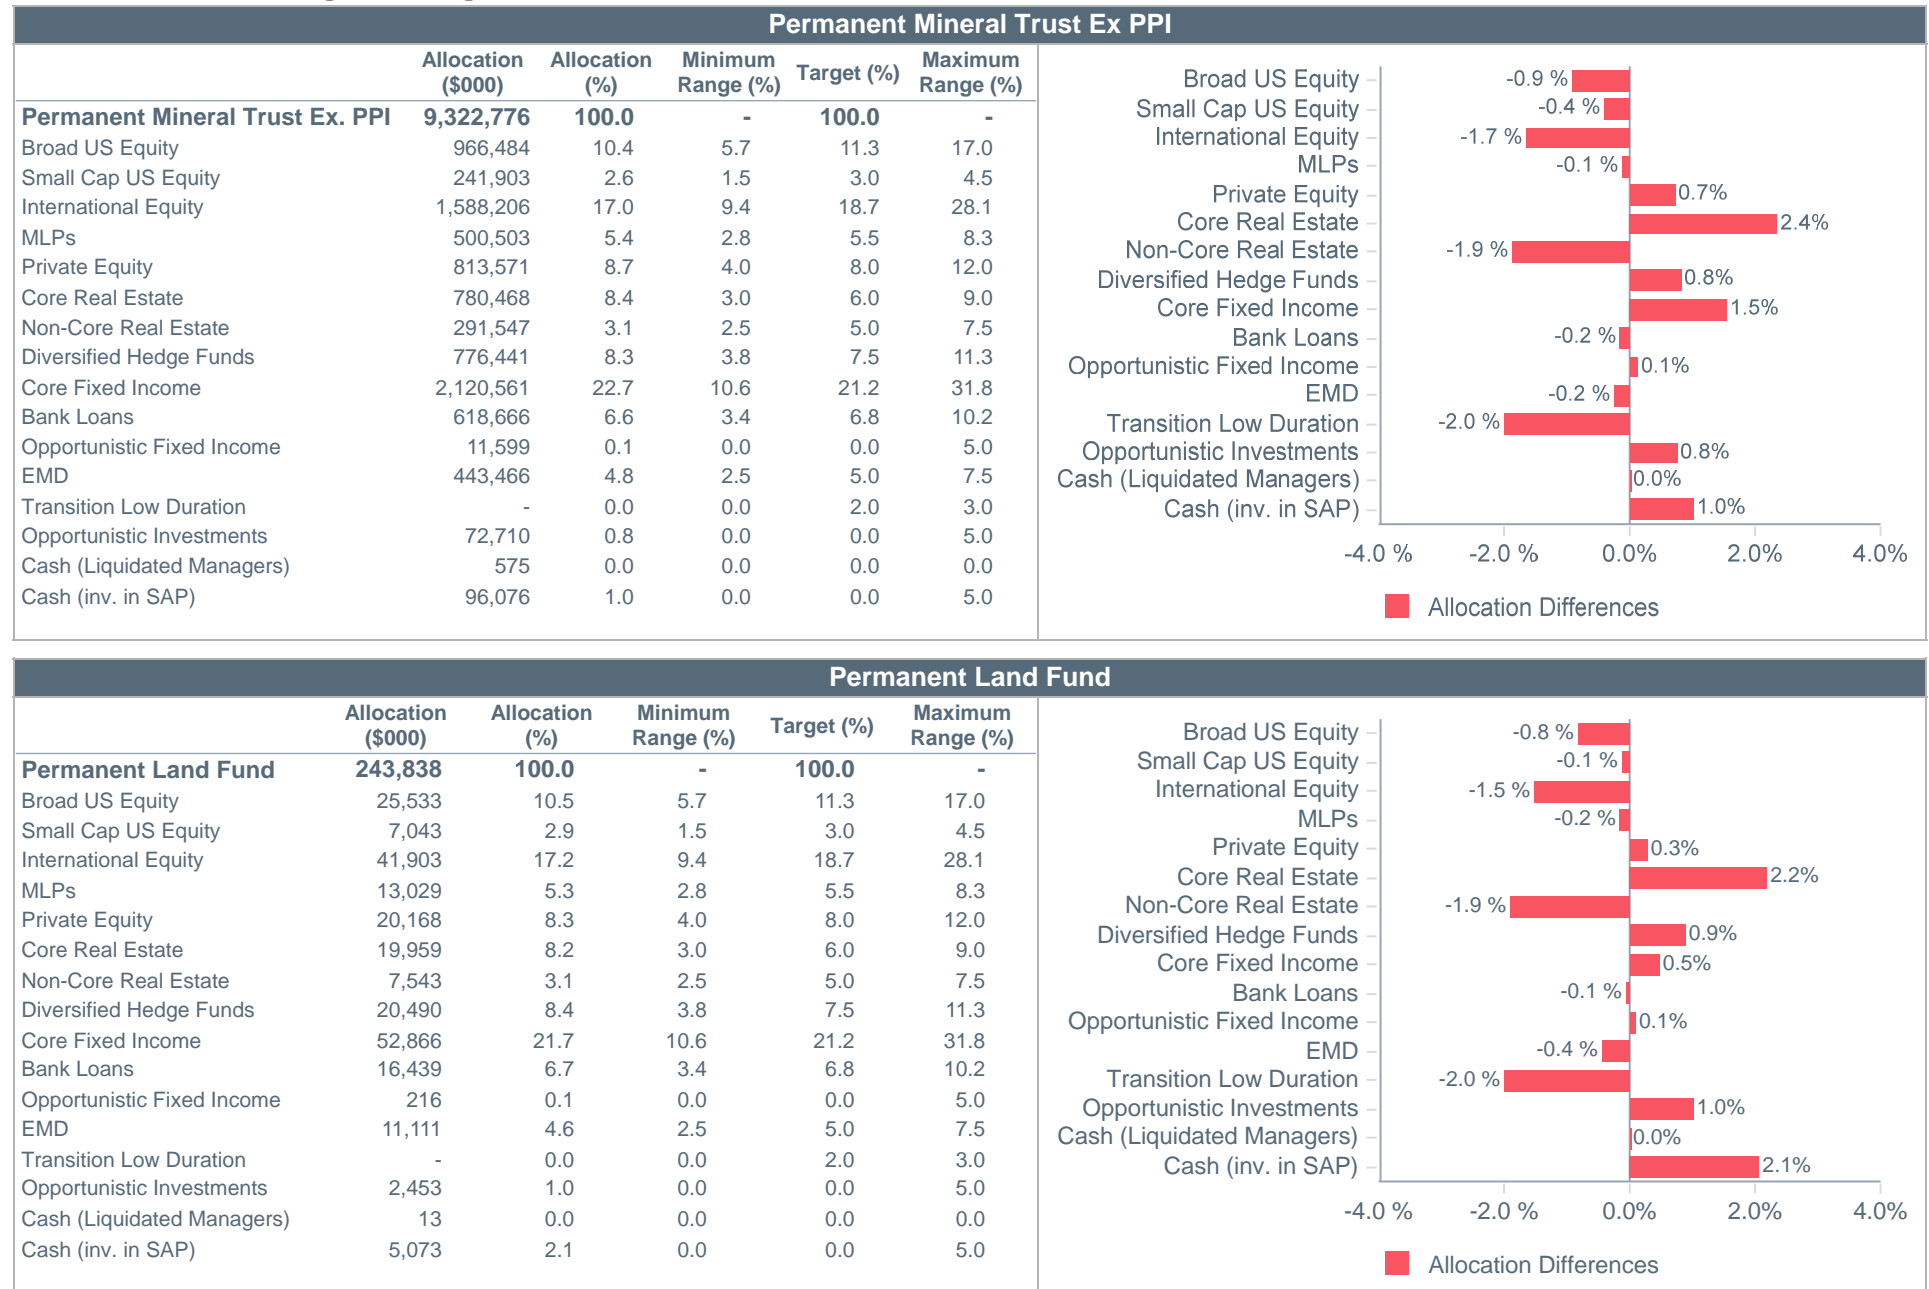 Permanent Mineral Trust Ex PPI
Allocation ($000) Allocation (%) Minimum Range (%) Target (%) Maximum Range (%)
Permanent Mineral Trust Ex. PPI 9,322,776 100.0 - 100.0 -
Broad US Equity 966,484 10.4 5.7 11.3 17.0
Small Cap US Equity 241,903 2.6 1.5 3.0 4.5
International Equity 1,588,206 17.0 9.4 18.7 28.1
MLPs 500,503 5.4 2.8 5.5 8.3
Private Equity 813,571 8.7 4.0 8.0 12.0
Core Real Estate 780,468 8.4 3.0 6.0 9.0
Non-Core Real Estate 291,547 3.1 2.5 5.0 7.5
Diversified Hedge Funds 776,441 8.3 3.8 7.5 11.3
Core Fixed Income 2,120,561 22.7 10.6 21.2 31.8
Bank Loans 618,666 6.6 3.4 6.8 10.2
Opportunistic Fixed Income 11,599 0.1 0.0 0.0 5.0
EMD 443,466 4.8 2.5 5.0 7.5
Transition Low Duration - 0.0 0.0 2.0 3.0
Opportunistic Investments 72,710 0.8 0.0 0.0 5.0
Cash (Liquidated Managers) 575 0.0 0.0 0.0 0.0
Cash (inv. in SAP) 96,076 1.0 0.0 0.0 5.0
Broad US Equity -0.9 %
Small Cap US Equity -0.4 %
International Equity -1.7 %
MLPs -0.1 %
Private Equity 0.7%
Core Real Estate 2.4%
Non-Core Real Estate -1.9 %
Diversified Hedge Funds 0.8%
Core Fixed Income 1.5%
Bank Loans -0.2 %
Opportunistic Fixed Income 0.1%
EMD -0.2 %
Transition Low Duration -2.0 %
Opportunistic Investments 0.8%
Cash (Liquidated Managers) 0.0%
Cash (inv. in SAP) 1.0%
-4.0 % -2.0 % 0.0% 2.0% 4.0%
Allocation Differences
Permanent Land Fund
Allocation ($000) Allocation (%) Minimum Range (%) Target (%) Maximum Range (%)
Permanent Land Fund 243,838 100.0 - 100.0 -
Broad US Equity 25,533 10.5 5.7 11.3 17.0
Small Cap US Equity 7,043 2.9 1.5 3.0 4.5
International Equity 41,903 17.2 9.4 18.7 28.1
MLPs 13,029 5.3 2.8 5.5 8.3
Private Equity 20,168 8.3 4.0 8.0 12.0
Core Real Estate 19,959 8.2 3.0 6.0 9.0
Non-Core Real Estate 7,543 3.1 2.5 5.0 7.5
Diversified Hedge Funds 20,490 8.4 3.8 7.5 11.3
Core Fixed Income 52,866 21.7 10.6 21.2 31.8
Bank Loans 16,439 6.7 3.4 6.8 10.2
Opportunistic Fixed Income 216 0.1 0.0 0.0 5.0
EMD 11,111 4.6 2.5 5.0 7.5
Transition Low Duration - 0.0 0.0 2.0 3.0
Opportunistic Investments 2,453 1.0 0.0 0.0 5.0
Cash (Liquidated Managers) 13 0.0 0.0 0.0 0.0
Cash (inv. in SAP) 5,073 2.1 0.0 0.0 5.0
Broad US Equity -0.8 %
Small Cap US Equity -0.1 %
International Equity -1.5 %
MLPs -0.2 %
Private Equity 0.3%
Core Real Estate 2.2%
Non-Core Real Estate -1.9 %
Diversified Hedge Funds 0.9%
Core Fixed Income 0.5%
Bank Loans -0.1 %
Opportunistic Fixed Income 0.1%
EMD -0.4 %
Transition Low Duration -2.0 %
Opportunistic Investments 1.0%
Cash (Liquidated Managers) 0.0%
Cash (inv. in SAP) 2.1%
-4.0 % -2.0 % 0.0% 2.0% 4.0%
Allocation Differences